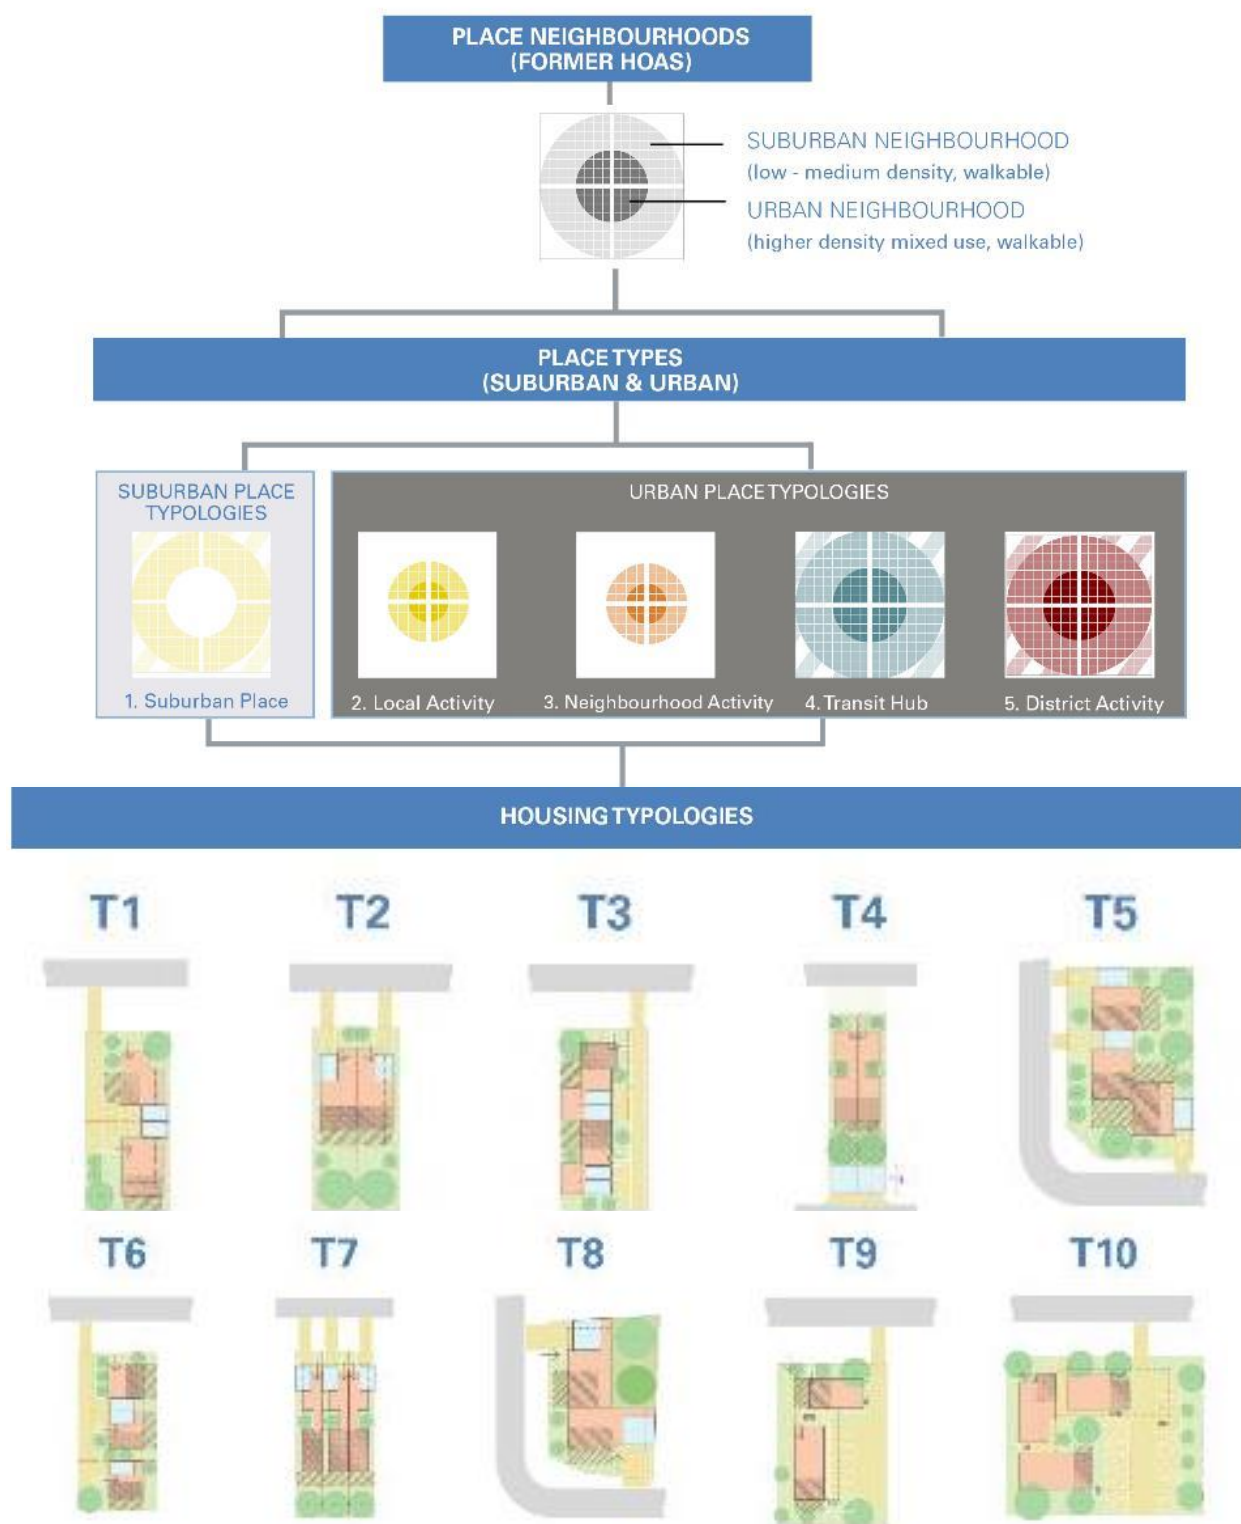 PLACE NEIGHBOURHOODS
(FORMER HOAS)
SUBURBAN NEIGHBOURHOOD
(low - medium density, walkable)
URBAN NEIGHBOURHOOD
(higher density mixed use, walkable)
PLACE TYPES
(SUBURBAN & URBAN)
SUBURBAN PLACE
TYPOLOGIES
URBAN PLACE TYPOLOGIES
1. Suburban Place
2. Local Activity
3. Neighbourhood Activity
4. Transit Hub
5. District Activity
HOUSING TYPOLOGIES
T1
T2
T3
T4
T5
T6
T7
T8
T9
T10